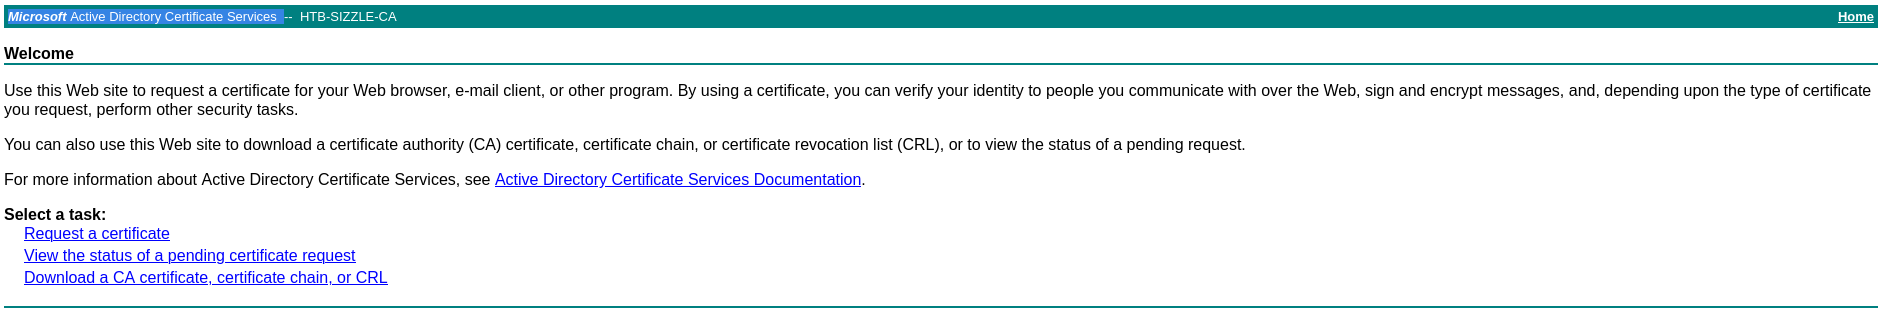 Microsoft Active Directory Certificate Services -- HTB-SIZZLE-CA Home
Welcome
Use this Web site to request a certificate for your Web browser, e-mail client, or other program. By using a certificate, you can verify your identity to people you communicate with over the Web, sign and encrypt messages, and, depending upon the type of certificate
you request, perform other security tasks.
You can also use this Web site to download a certificate authority (CA) certificate, certificate chain, or certificate revocation list (CRL), or to view the status of a pending request.
For more information about Active Directory Certificate Services, see Active Directory Certificate Services Documentation.
Select a task:
Request a certificate
View the status of a pending certificate request
Download a CA certificate, certificate chain, or CRL